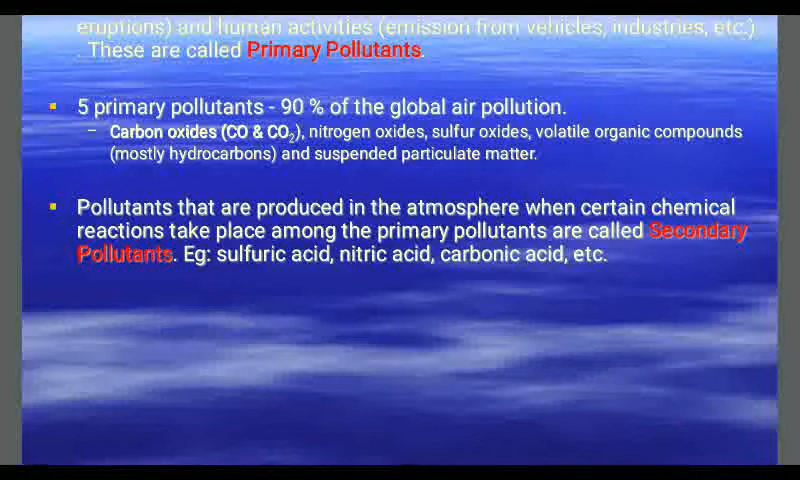 eruptions) and human activities (emission from vehicles, industries, etc.)
. These are called Primary Pollutants.
▪ 5 primary pollutants - 90 % of the global air pollution.
– Carbon oxides (CO & CO₂), nitrogen oxides, sulfur oxides, volatile organic compounds
(mostly hydrocarbons) and suspended particulate matter.
▪ Pollutants that are produced in the atmosphere when certain chemical
reactions take place among the primary pollutants are called Secondary
Pollutants. Eg: sulfuric acid, nitric acid, carbonic acid, etc.